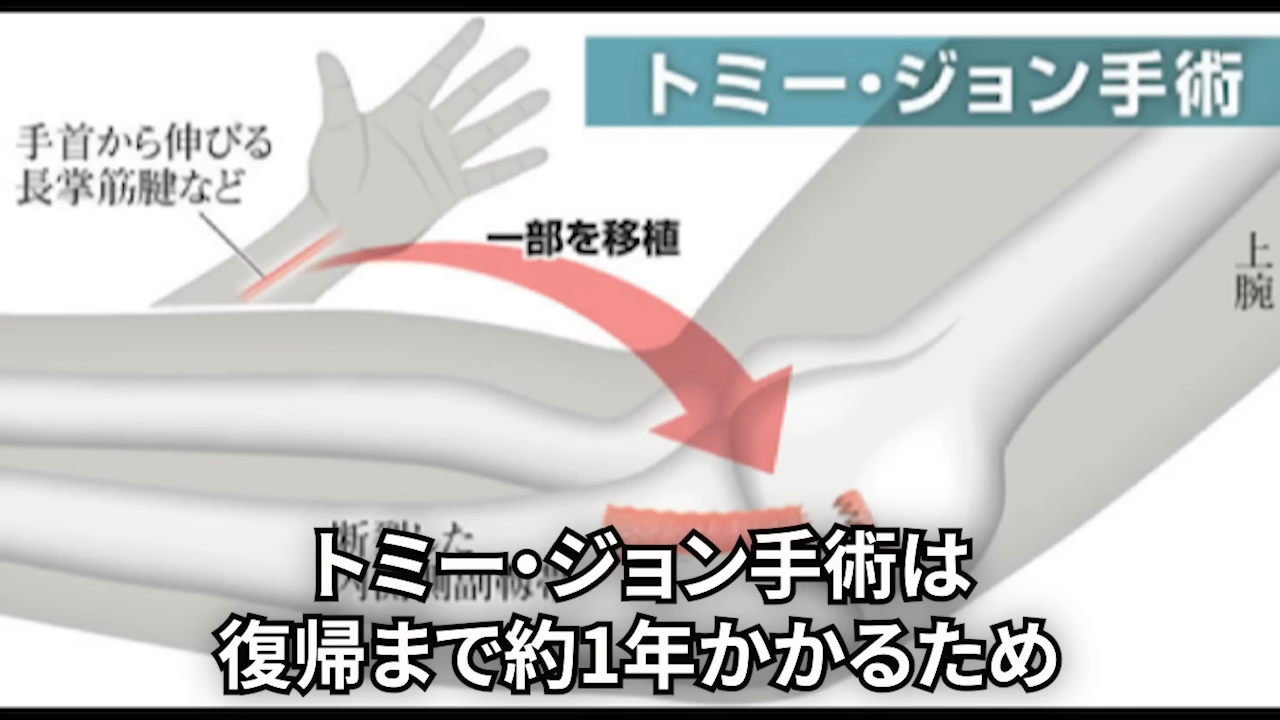 トミー・ジョン手術
手首から伸びる
長掌筋腱など
一部を移植
上腕
トミー・ジョン手術は
復帰まで約1年かかるため